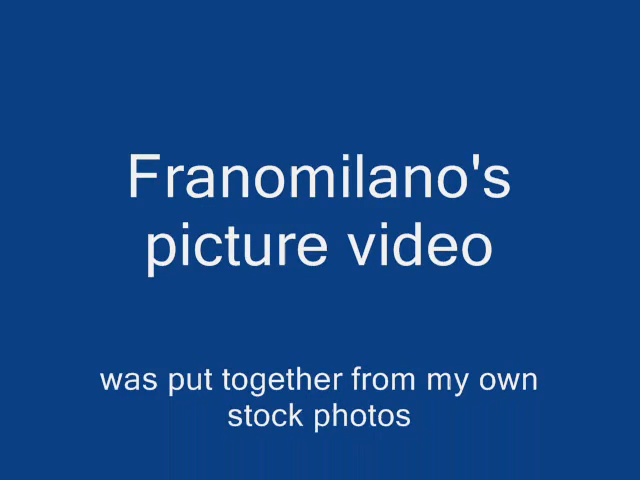 Franomilano's
picture video
was put together from my own
stock photos